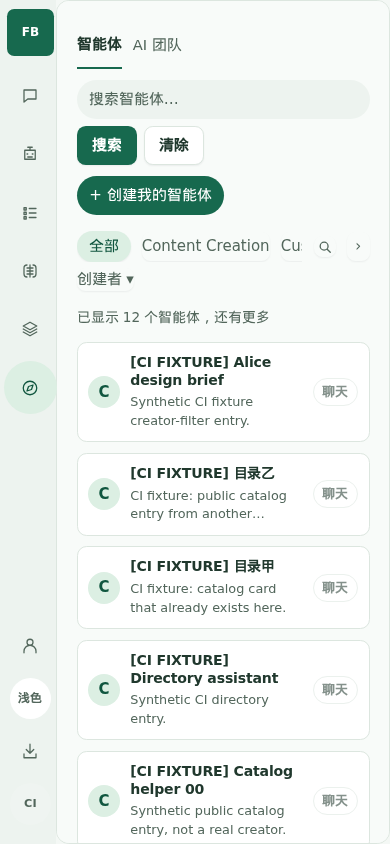 FB
智能体 AI 团队
搜索智能体...
搜索 清除
+ 创建我的智能体
全部 Content Creation Cu
创建者 ▾
已显示 12 个智能体，还有更多
[CI FIXTURE] Alice
design brief
Synthetic CI fixture
creator-filter entry.
C
聊天
[CI FIXTURE] 目录乙
CI fixture: public catalog
entry from another...
C
聊天
[CI FIXTURE] 目录甲
CI fixture: catalog card
that already exists here.
C
聊天
[CI FIXTURE]
Directory assistant
Synthetic CI directory
entry.
C
聊天
[CI FIXTURE] Catalog
helper 00
Synthetic public catalog
entry, not a real creator.
C
聊天
浅色
CI